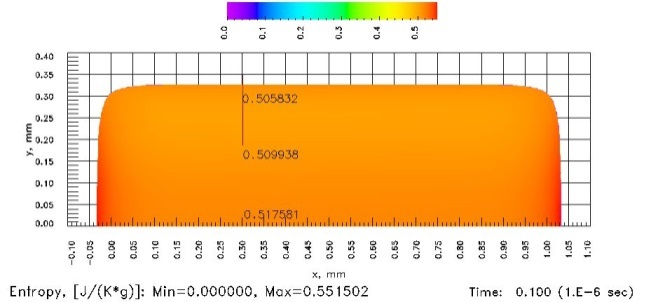 0.0 0.1 0.2 0.3 0.4 0.5
0.40
0.35
0.30
0.25
0.20
0.15
0.10
0.05
0.00
y, mm
0.505832
0.509938
0.517581
-0.10 -0.05 0.00 0.05 0.10 0.15 0.20 0.25 0.30 0.35 0.40 0.45 0.50 0.55 0.60 0.65 0.70 0.75 0.80 0.85 0.90 0.95 1.00 1.05 1.10
x, mm
Entropy, [J/(K*g)]: Min=0.000000, Max=0.551502 Time: 0.100 (1.E-6 sec)